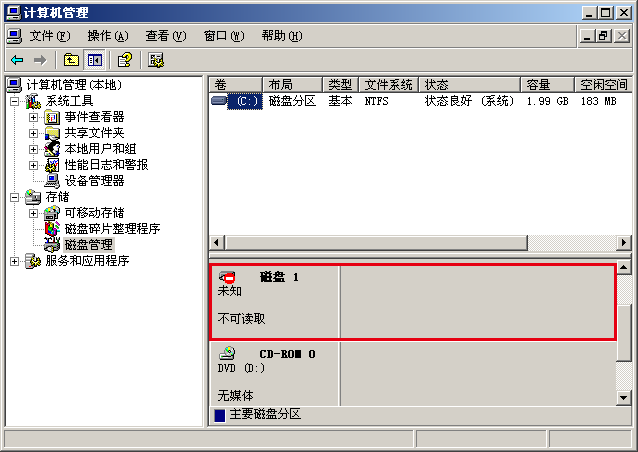 计算机管理
文件(F) 操作(A) 查看(V) 窗口(W) 帮助(H)
计算机管理(本地)
系统工具
事件查看器
共享文件夹
本地用户和组
性能日志和警报
设备管理器
存储
可移动存储
磁盘碎片整理程序
磁盘管理
服务和应用程序
卷 布局 类型 文件系统 状态 容量 空闲空间
(C:) 磁盘分区 基本 NTFS 状态良好 (系统) 1.99 GB 183 MB
磁盘 1
未知
不可读取
CD-ROM 0
DVD (D:)
无媒体
主要磁盘分区